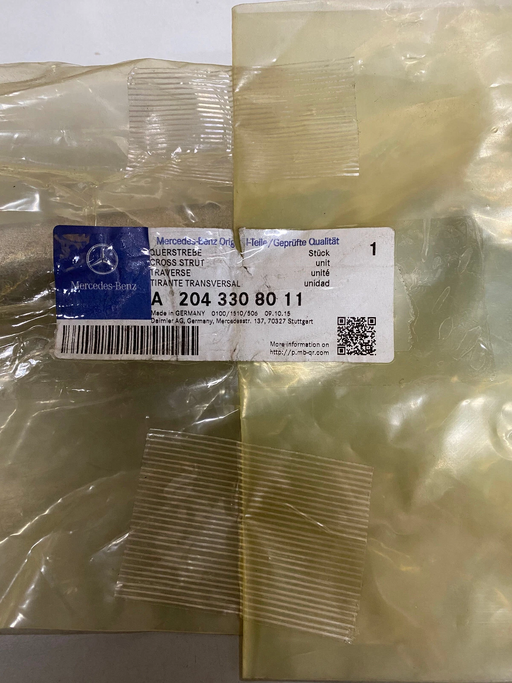 Mercedes-Benz Orig l-Teile/Geprüfte Qualität
Mercedes-Benz
QUERSTREBE Stück 1
CROSS STRUT unit
TRAVERSE unité
TIRANTE TRANSVERSAL unidad
A 204 330 80 11
Made in GERMANY 0100/1510/506 09.10.15
Daimler AG, Germany, Mercedesstr. 137, 70327 Stuttgart
More information on
http://p.mb-qr.com